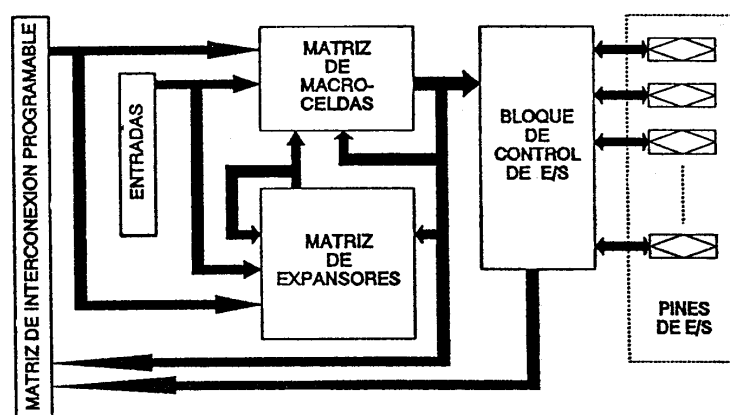 MATRIZ DE INTERCONEXION PROGRAMABLE
ENTRADAS
MATRIZ
DE
MACRO-
CELDAS
MATRIZ
DE
EXPANSORES
BLOQUE
DE
CONTROL
DE E/S
PINES
DE E/S